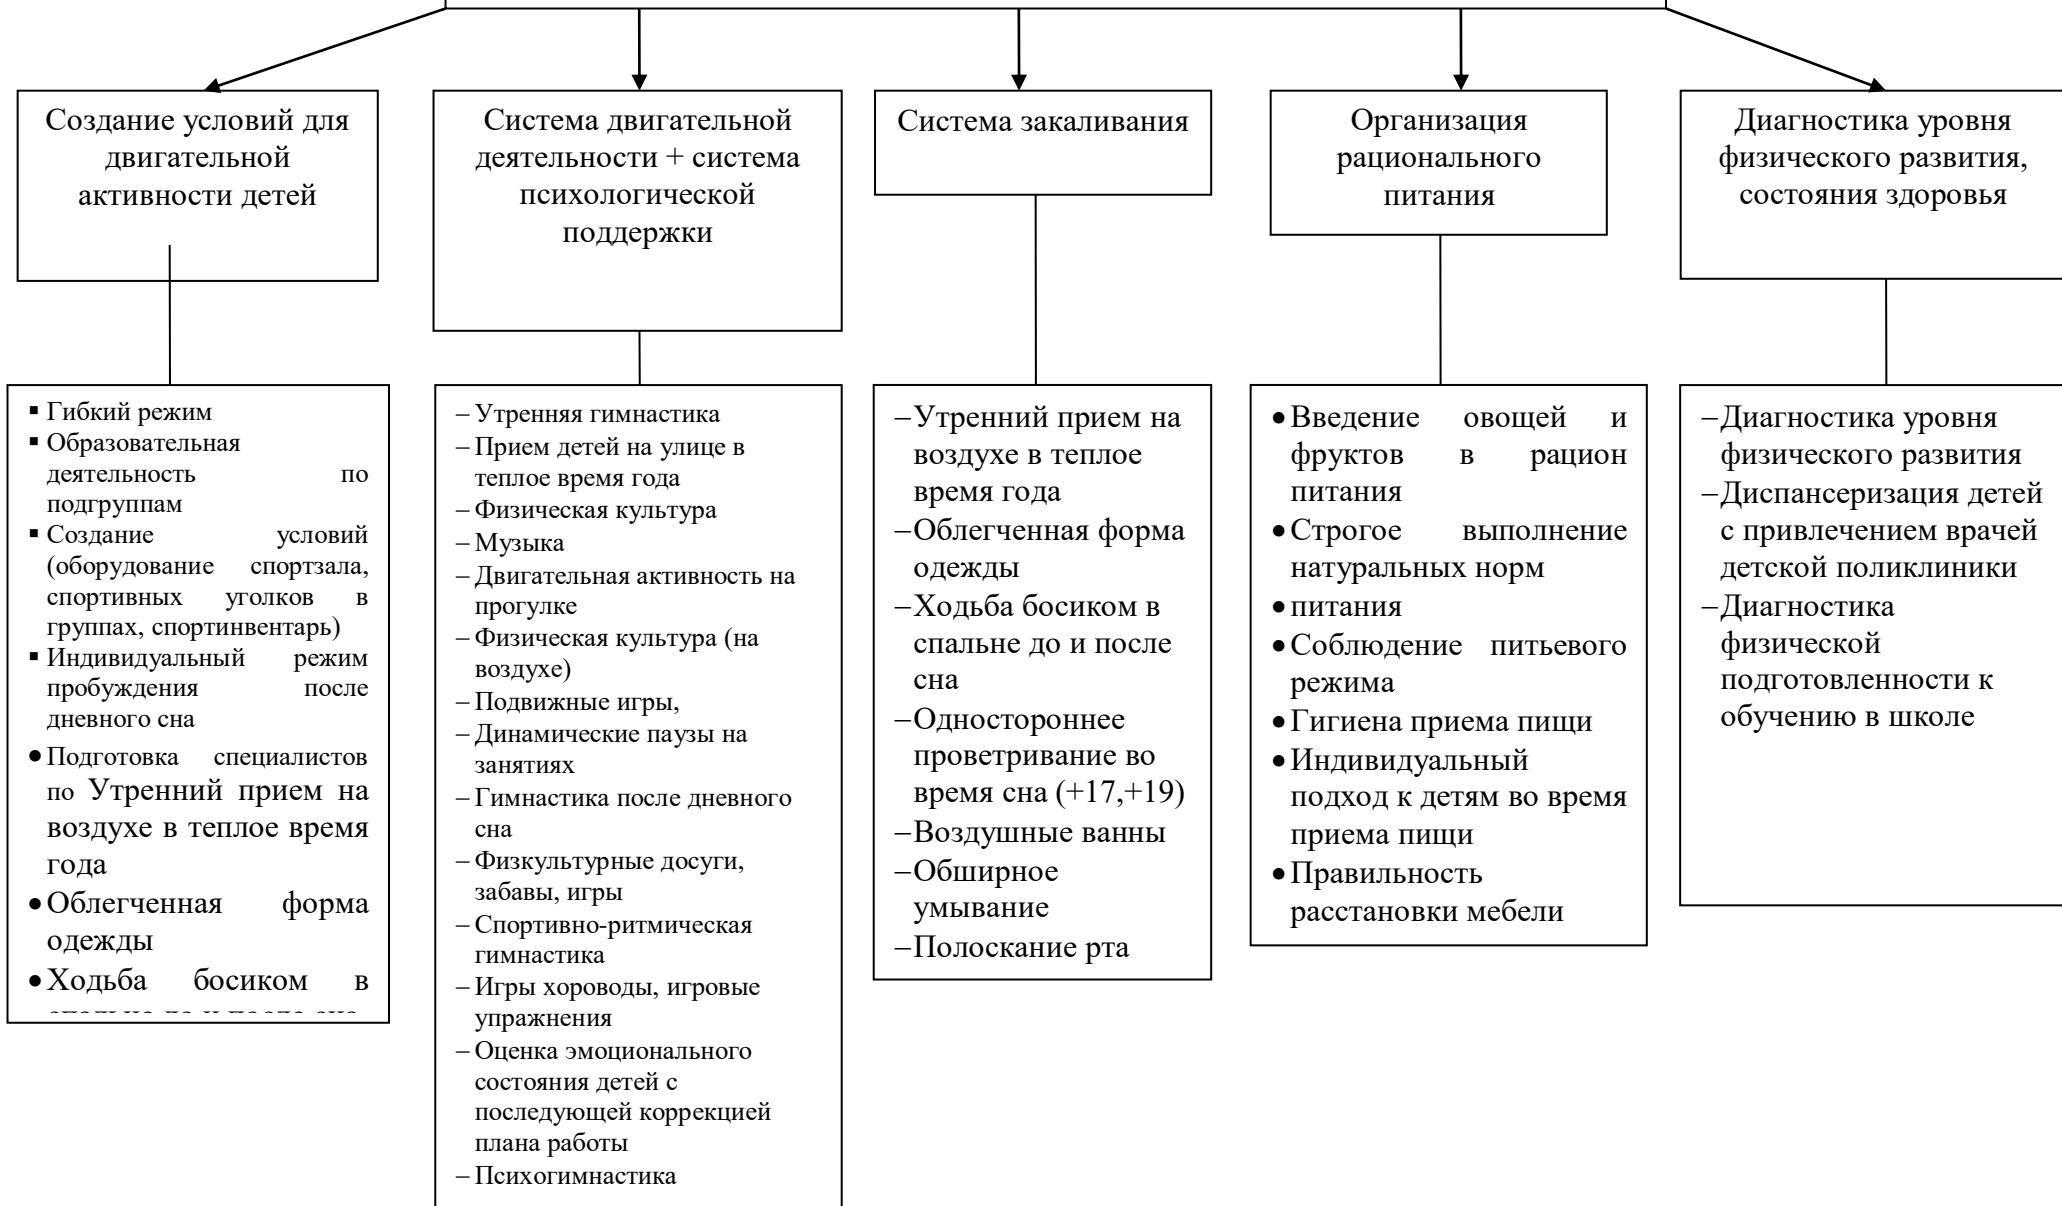 Создание условий для
двигательной
активности детей
Система двигательной
деятельности + система
психологической
поддержки
Система закаливания
Организация
рационального
питания
Диагностика уровня
физического развития,
состояния здоровья
▪ Гибкий режим
▪ Образовательная
деятельность по
подгруппам
▪ Создание условий
(оборудование спортзала,
спортивных уголков в
группах, спортинвентарь)
▪ Индивидуальный режим
пробуждения после
дневного сна
• Подготовка специалистов
по Утренний прием на
воздухе в теплое время
года
• Облегченная форма
одежды
• Ходьба босиком в
– Утренняя гимнастика
– Прием детей на улице в
теплое время года
– Физическая культура
– Музыка
– Двигательная активность на
прогулке
– Физическая культура (на
воздухе)
– Подвижные игры,
– Динамические паузы на
занятиях
– Гимнастика после дневного
сна
– Физкультурные досуги,
забавы, игры
– Спортивно-ритмическая
гимнастика
– Игры хороводы, игровые
упражнения
– Оценка эмоционального
состояния детей с
последующей коррекцией
плана работы
– Психогимнастика
–Утренний прием на
воздухе в теплое
время года
–Облегченная форма
одежды
–Ходьба босиком в
спальне до и после
сна
–Одностороннее
проветривание во
время сна (+17,+19)
–Воздушные ванны
–Обширное
умывание
–Полоскание рта
• Введение овощей и
фруктов в рацион
питания
• Строгое выполнение
натуральных норм
• питания
• Соблюдение питьевого
режима
• Гигиена приема пищи
• Индивидуальный
подход к детям во время
приема пищи
• Правильность
расстановки мебели
–Диагностика уровня
физического развития
–Диспансеризация детей
с привлечением врачей
детской поликлиники
–Диагностика
физической
подготовленности к
обучению в школе